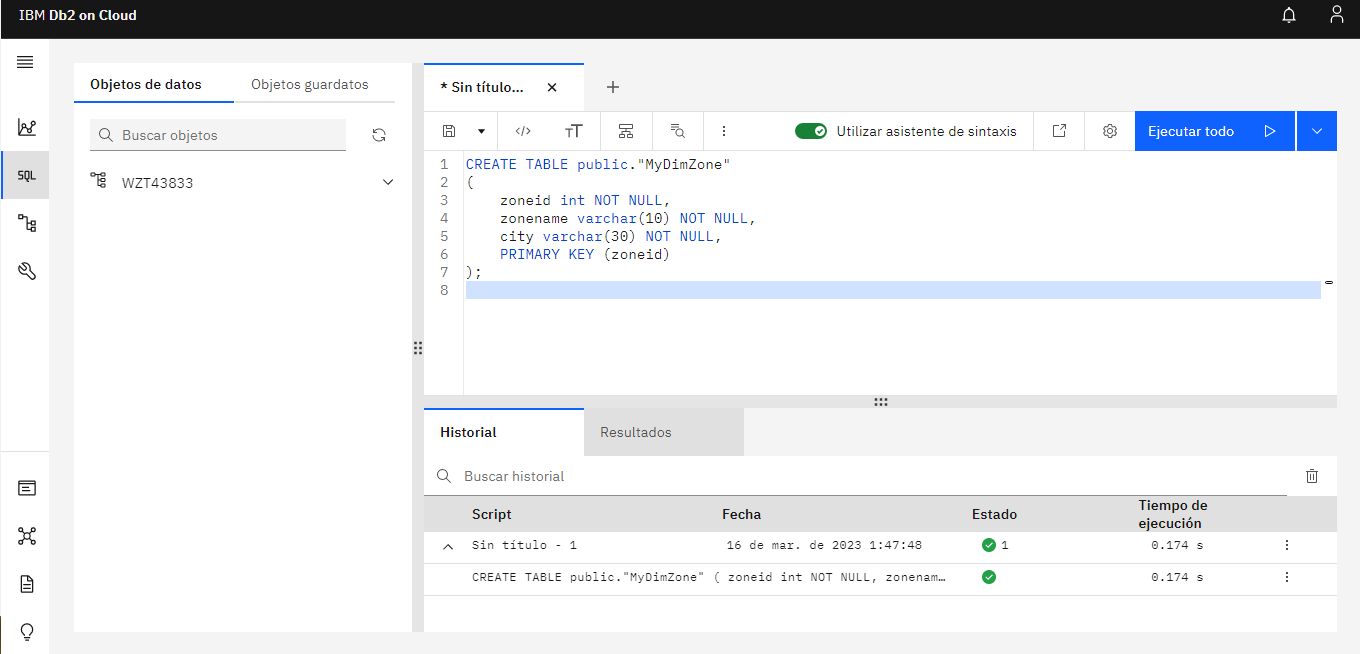 IBM Db2 on Cloud
Objetos de datos
Objetos guardatos
Buscar objetos
SQL
WZT43833
* Sin título...
Utilizar asistente de sintaxis
Ejecutar todo
1 CREATE TABLE public."MyDimZone"
2 (
3 zoneid int NOT NULL,
4 zonename varchar(10) NOT NULL,
5 city varchar(30) NOT NULL,
6 PRIMARY KEY (zoneid)
7 );
8
Historial
Resultados
Buscar historial
Script Fecha Estado Tiempo de
ejecución
Sin título - 1 16 de mar. de 2023 1:47:48 1 0.174 s
CREATE TABLE public."MyDimZone" ( zoneid int NOT NULL, zonenam… 0.174 s